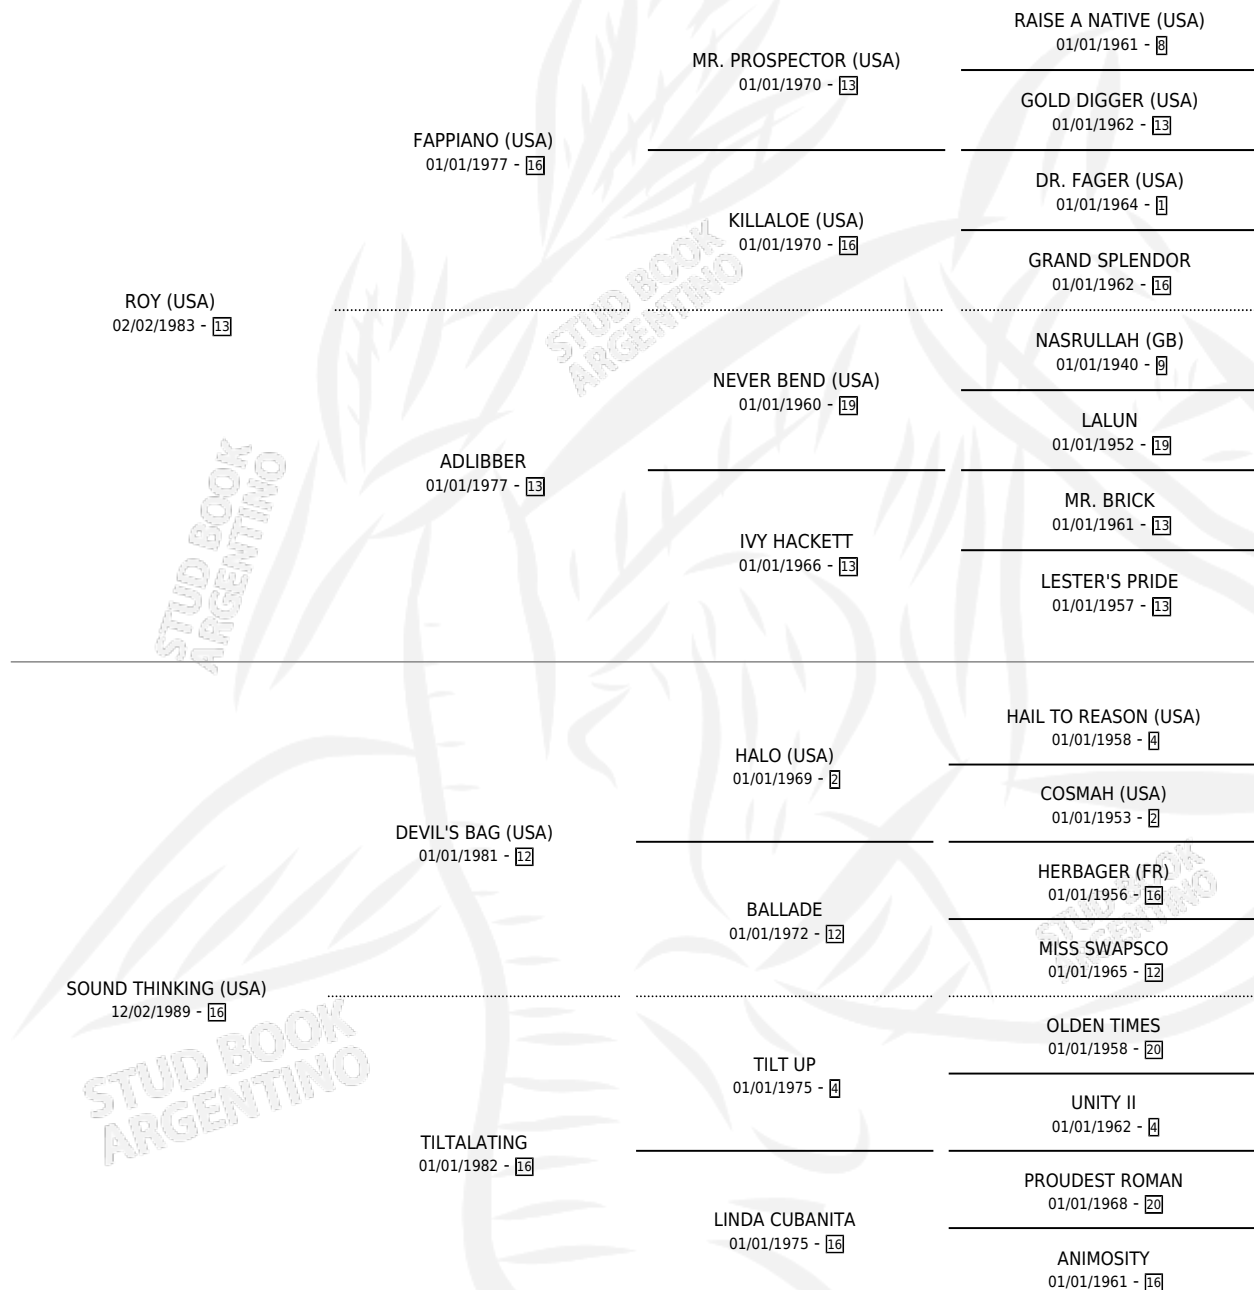 RAISE A NATIVE (USA)
01/01/1961 - 8
MR. PROSPECTOR (USA)
01/01/1970 - 13
GOLD DIGGER (USA)
01/01/1962 - 13
FAPPIANO (USA)
01/01/1977 - 16
DR. FAGER (USA)
01/01/1964 - 1
KILLALOE (USA)
01/01/1970 - 16
GRAND SPLENDOR
01/01/1962 - 16
ROY (USA)
02/02/1983 - 13
STUD BOOK
ARGENTINO
NASRULLAH (GB)
01/01/1940 - 9
NEVER BEND (USA)
01/01/1960 - 19
LALUN
01/01/1952 - 19
ADLIBBER
01/01/1977 - 13
MR. BRICK
01/01/1961 - 13
IVY HACKETT
01/01/1966 - 13
LESTER'S PRIDE
01/01/1957 - 13
STUD BOOK
ARGENTINO
HAIL TO REASON (USA)
01/01/1958 - 4
HALO (USA)
01/01/1969 - 2
COSMAH (USA)
01/01/1953 - 2
DEVIL'S BAG (USA)
01/01/1981 - 12
HERBAGER (FR)
01/01/1956 - 16
BALLADE
01/01/1972 - 12
MISS SWAPSCO
01/01/1965 - 12
STUD BOOK
ARGENTINO
SOUND THINKING (USA)
12/02/1989 - 16
OLDEN TIMES
01/01/1958 - 20
TILT UP
01/01/1975 - 4
UNITY II
01/01/1962 - 4
STUD BOOK
ARGENTINO
TILTALATING
01/01/1982 - 16
PROUDEST ROMAN
01/01/1968 - 20
LINDA CUBANITA
01/01/1975 - 16
ANIMOSITY
01/01/1961 - 16